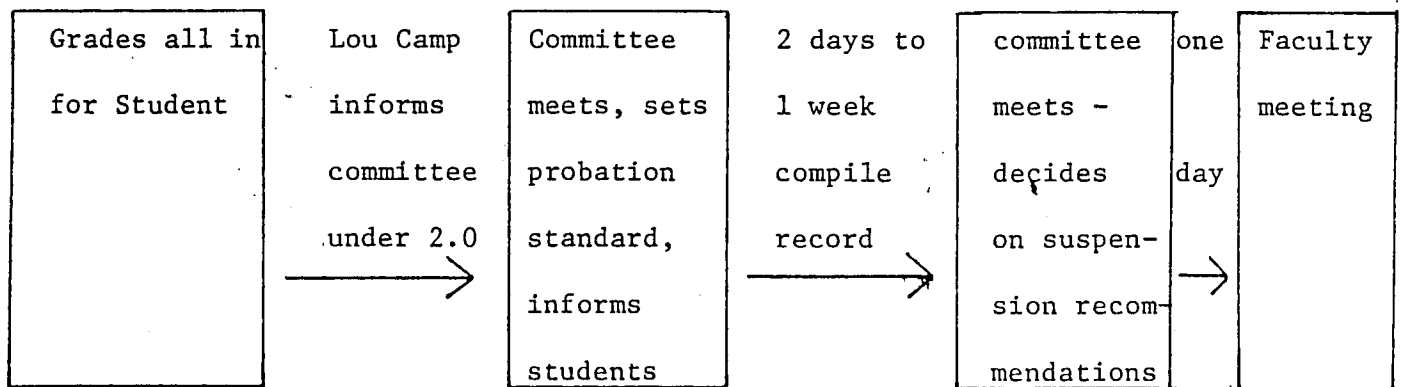 Grades all in
for Student
Lou Camp
informs
committee
under 2.0
Committee
meets, sets
probation
standard,
informs
students
2 days to
1 week
compile
record
committee
meets -
decides
on suspen-
sion recom-
mendations
one
day
Faculty
meeting